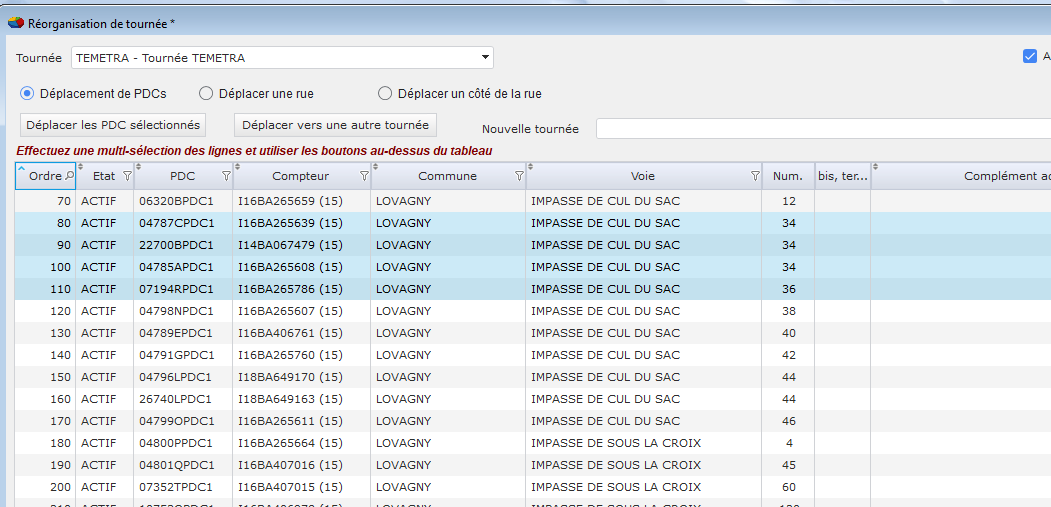 Réorganisation de tournée *
Tournée TEMETRA - Tournée TEMETRA A
Déplacement de PDCs Déplacer une rue Déplacer un côté de la rue
Déplacer les PDC sélectionnés Déplacer vers une autre tournée Nouvelle tournée
Effectuez une multi-sélection des lignes et utiliser les boutons au-dessus du tableau
Ordre Etat PDC Compteur Commune Voie Num. bis, ter... Complément
70 ACTIF 06320BPDC1 I16BA265659 (15) LOVAGNY IMPASSE DE CUL DU SAC 12
80 ACTIF 04787CPDC1 I16BA265639 (15) LOVAGNY IMPASSE DE CUL DU SAC 34
90 ACTIF 22700BPDC1 I14BA067479 (15) LOVAGNY IMPASSE DE CUL DU SAC 34
100 ACTIF 04785APDC1 I16BA265608 (15) LOVAGNY IMPASSE DE CUL DU SAC 34
110 ACTIF 07194RPDC1 I16BA265786 (15) LOVAGNY IMPASSE DE CUL DU SAC 36
120 ACTIF 04798NPDC1 I16BA265607 (15) LOVAGNY IMPASSE DE CUL DU SAC 38
130 ACTIF 04789EPDC1 I16BA406761 (15) LOVAGNY IMPASSE DE CUL DU SAC 40
140 ACTIF 04791GPDC1 I16BA265760 (15) LOVAGNY IMPASSE DE CUL DU SAC 42
150 ACTIF 04796LPDC1 I18BA649170 (15) LOVAGNY IMPASSE DE CUL DU SAC 44
160 ACTIF 26740LPDC1 I18BA649163 (15) LOVAGNY IMPASSE DE CUL DU SAC 44
170 ACTIF 04799OPDC1 I16BA265611 (15) LOVAGNY IMPASSE DE CUL DU SAC 46
180 ACTIF 04800PPDC1 I16BA265664 (15) LOVAGNY IMPASSE DE SOUS LA CROIX 4
190 ACTIF 04801QPDC1 I16BA407016 (15) LOVAGNY IMPASSE DE SOUS LA CROIX 45
200 ACTIF 07352TPDC1 I16BA407015 (15) LOVAGNY IMPASSE DE SOUS LA CROIX 60